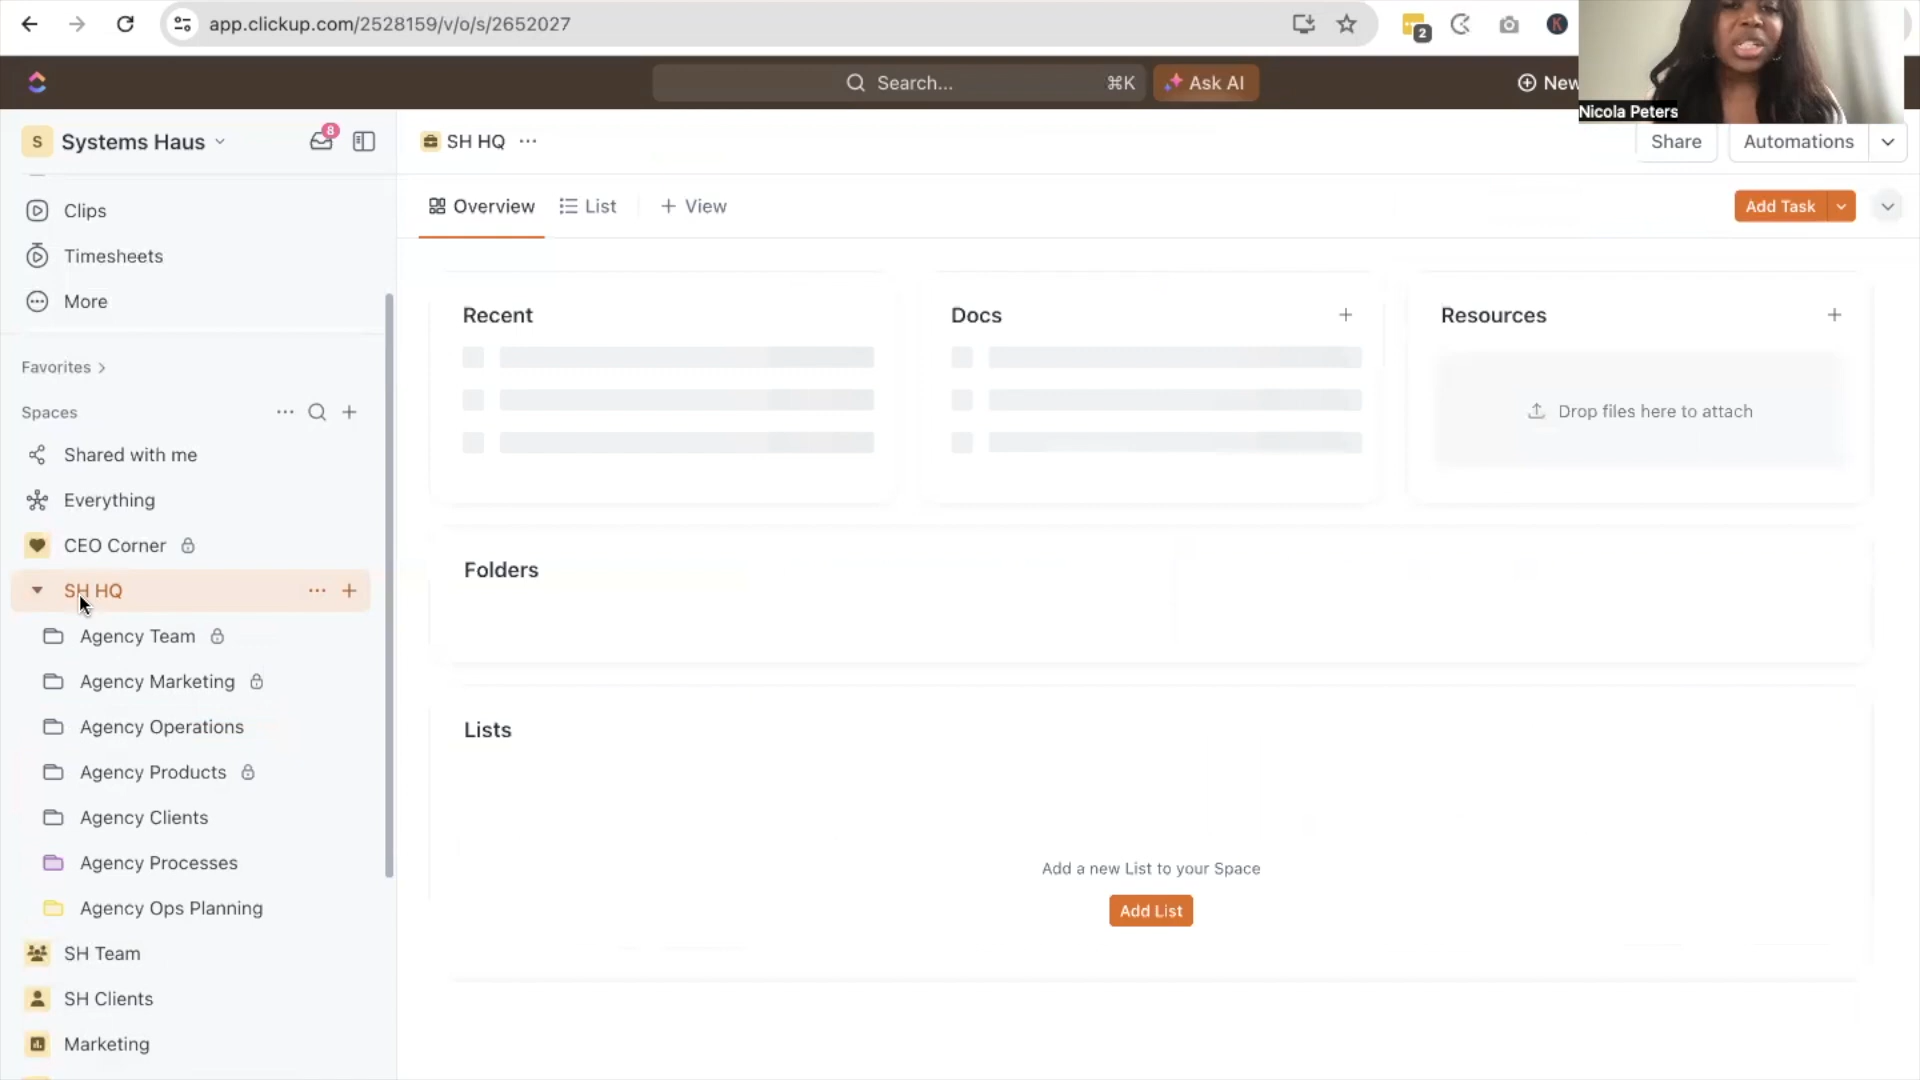 app.clickup.com/2528159/v/o/s/2652027
2
K
Search...
⌘K
Ask AI
New
Nicola Peters
S
Systems Haus
8
SH HQ
Share
Automations
Clips
Timesheets
More
Overview
List
+ View
Add Task
Favorites
Spaces
Shared with me
Everything
CEO Corner
SH HQ
Agency Team
Agency Marketing
Agency Operations
Agency Products
Agency Clients
Agency Processes
Agency Ops Planning
SH Team
SH Clients
Marketing
Recent
Docs
Resources
Drop files here to attach
Folders
Lists
Add a new List to your Space
Add List